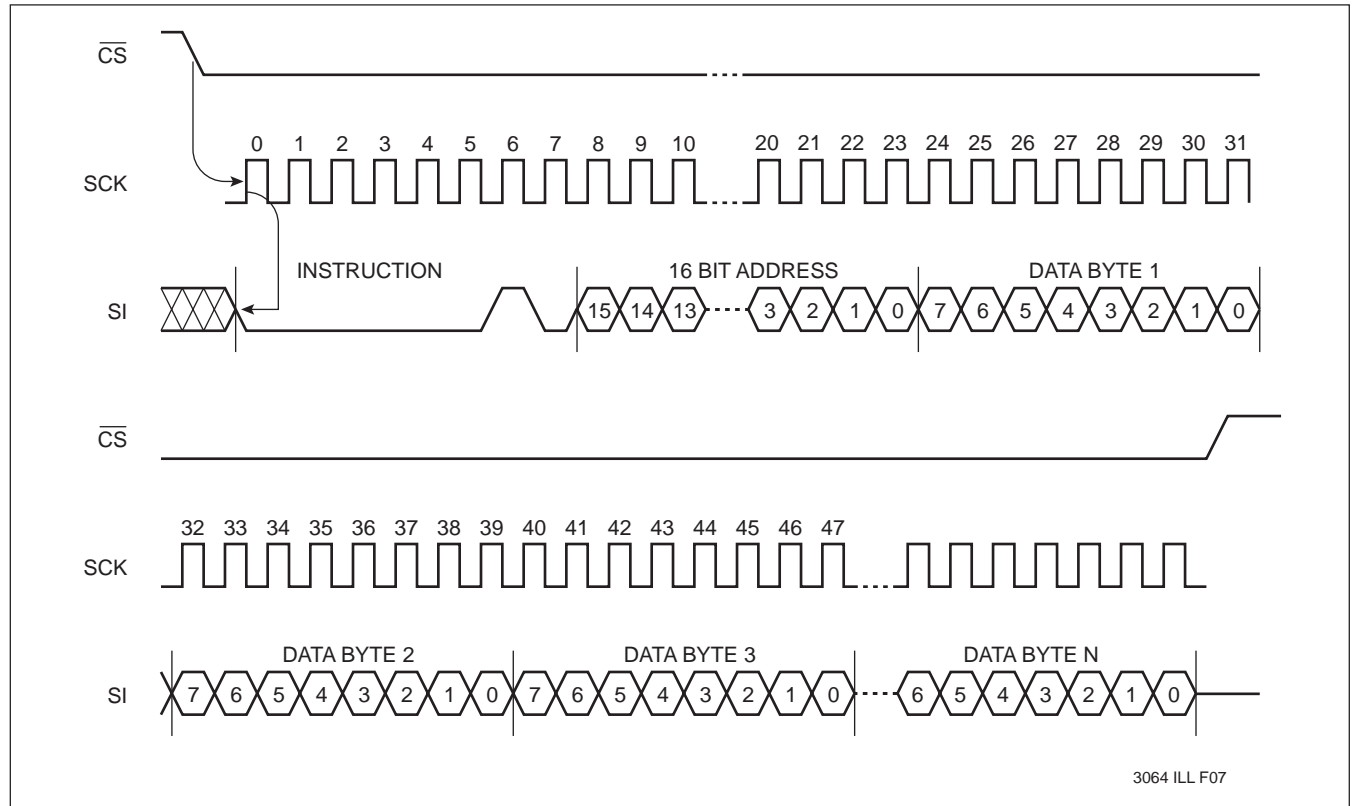 CS
0 1 2 3 4 5 6 7 8 9 10 20 21 22 23 24 25 26 27 28 29 30 31
SCK
INSTRUCTION 16 BIT ADDRESS DATA BYTE 1
SI 15 14 13 3 2 1 0 7 6 5 4 3 2 1 0
CS
32 33 34 35 36 37 38 39 40 41 42 43 44 45 46 47
SCK
DATA BYTE 2 DATA BYTE 3 DATA BYTE N
SI 7 6 5 4 3 2 1 0 7 6 5 4 3 2 1 0 6 5 4 3 2 1 0
3064 ILL F07